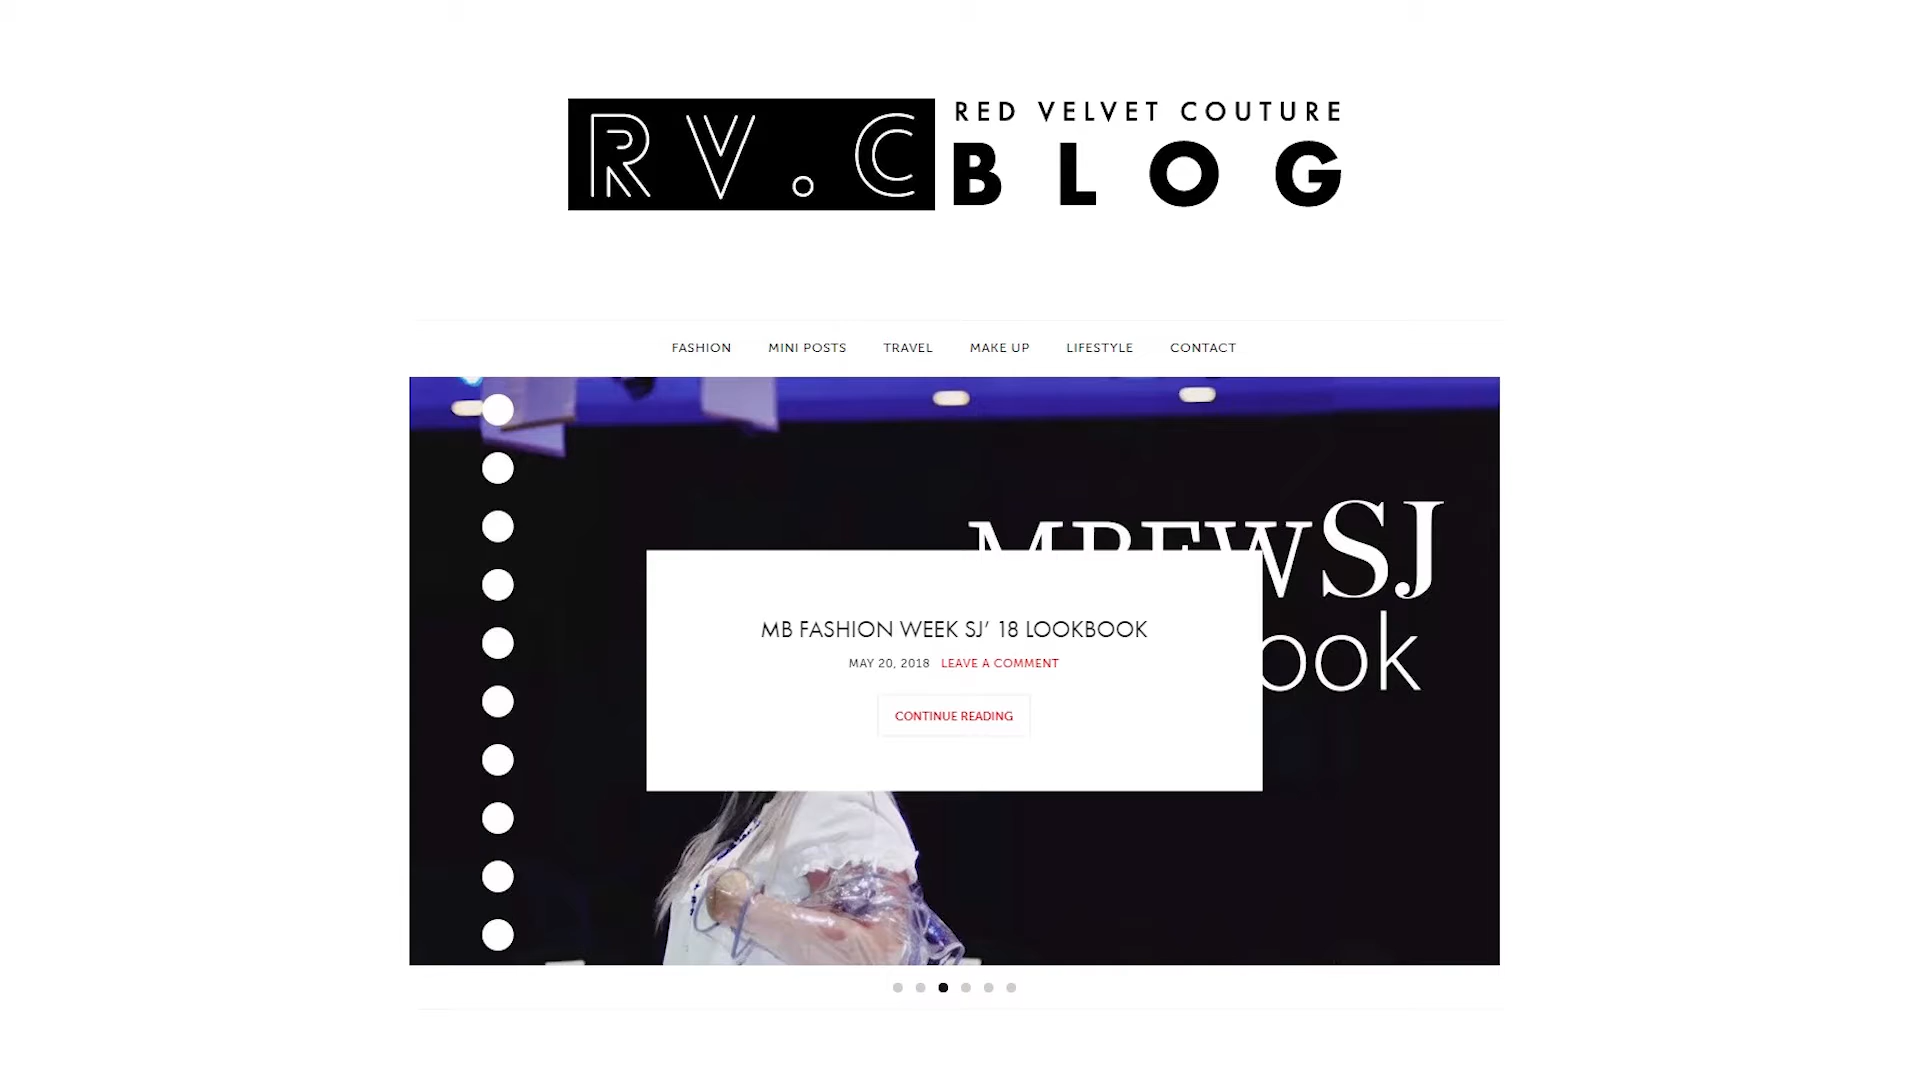 RV.C
RED VELVET COUTURE
BLOG
FASHION MINI POSTS TRAVEL MAKE UP LIFESTYLE CONTACT
MBFWSJ
ook
MB FASHION WEEK SJ’ 18 LOOKBOOK
MAY 20, 2018 LEAVE A COMMENT
CONTINUE READING